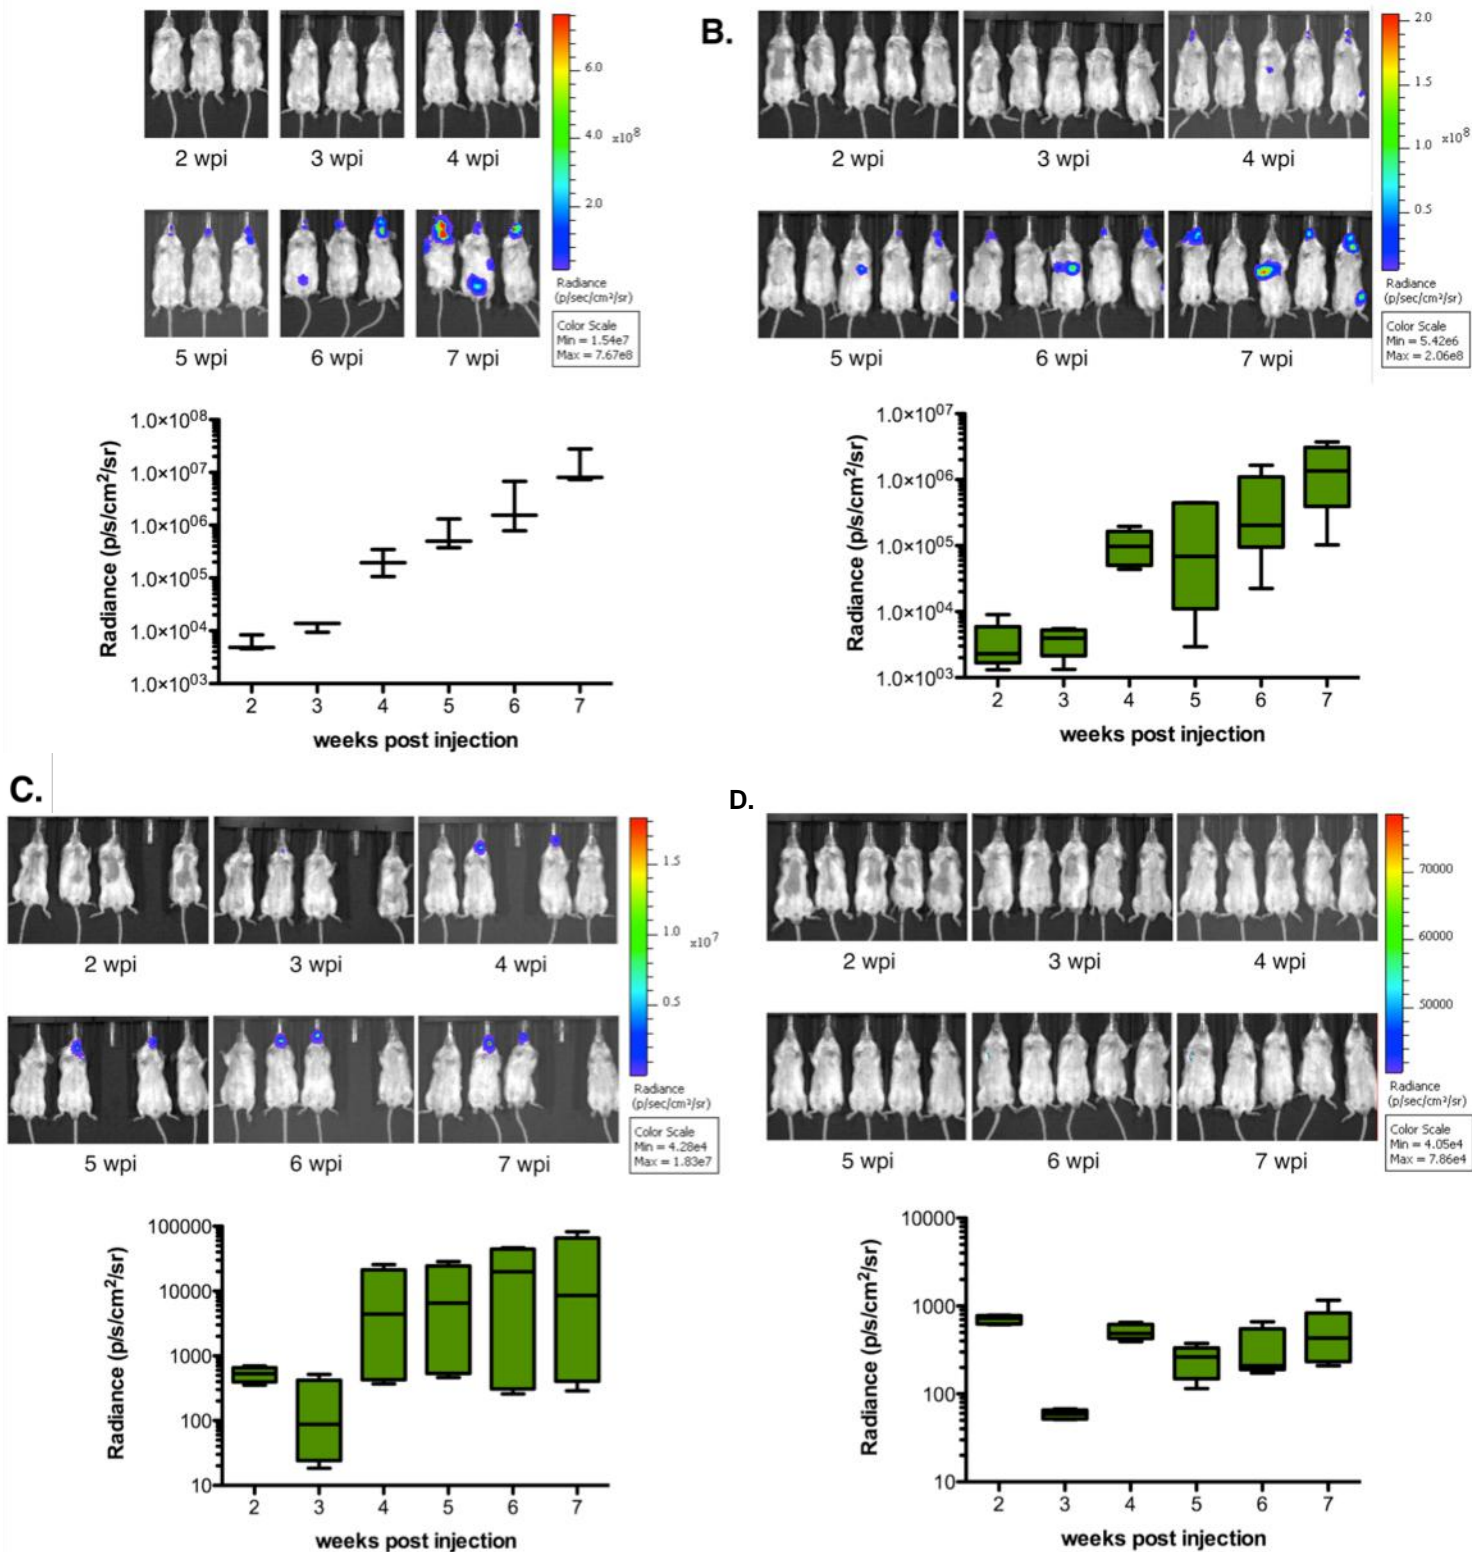 6.0
4.0 x10⁸
2.0
2 wpi 3 wpi 4 wpi
5 wpi 6 wpi 7 wpi
Radiance
(p/sec/cm²/sr)
Color Scale
Min = 1.54e7
Max = 7.67e8
1.0×10⁰⁸
1.0×10⁰⁷
1.0×10⁰⁶
1.0×10⁰⁵
1.0×10⁰⁴
1.0×10⁰³
Radiance (p/s/cm²/sr)
2 3 4 5 6 7
weeks post injection
B.
2.0
1.5
1.0 x10⁸
0.5
2 wpi 3 wpi 4 wpi
5 wpi 6 wpi 7 wpi
Radiance
(p/sec/cm²/sr)
Color Scale
Min = 5.42e6
Max = 2.06e8
1.0×10⁰⁷
1.0×10⁰⁶
1.0×10⁰⁵
1.0×10⁰⁴
1.0×10⁰³
Radiance (p/s/cm²/sr)
2 3 4 5 6 7
weeks post injection
C.
1.5
1.0 x10⁷
0.5
2 wpi 3 wpi 4 wpi
5 wpi 6 wpi 7 wpi
Radiance
(p/sec/cm²/sr)
Color Scale
Min = 4.28e4
Max = 1.83e7
100000
10000
1000
100
10
Radiance (p/s/cm²/sr)
2 3 4 5 6 7
weeks post injection
D.
70000
60000
50000
2 wpi 3 wpi 4 wpi
5 wpi 6 wpi 7 wpi
Radiance
(p/sec/cm²/sr)
Color Scale
Min = 4.05e4
Max = 7.86e4
10000
1000
100
10
Radiance (p/s/cm²/sr)
2 3 4 5 6 7
weeks post injection